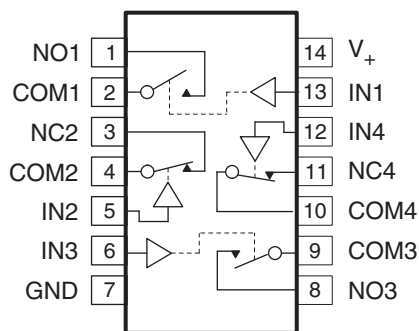 NO1 1 14 V+
COM1 2 13 IN1
NC2 3 12 IN4
COM2 4 11 NC4
IN2 5 10 COM4
IN3 6 9 COM3
GND 7 8 NO3